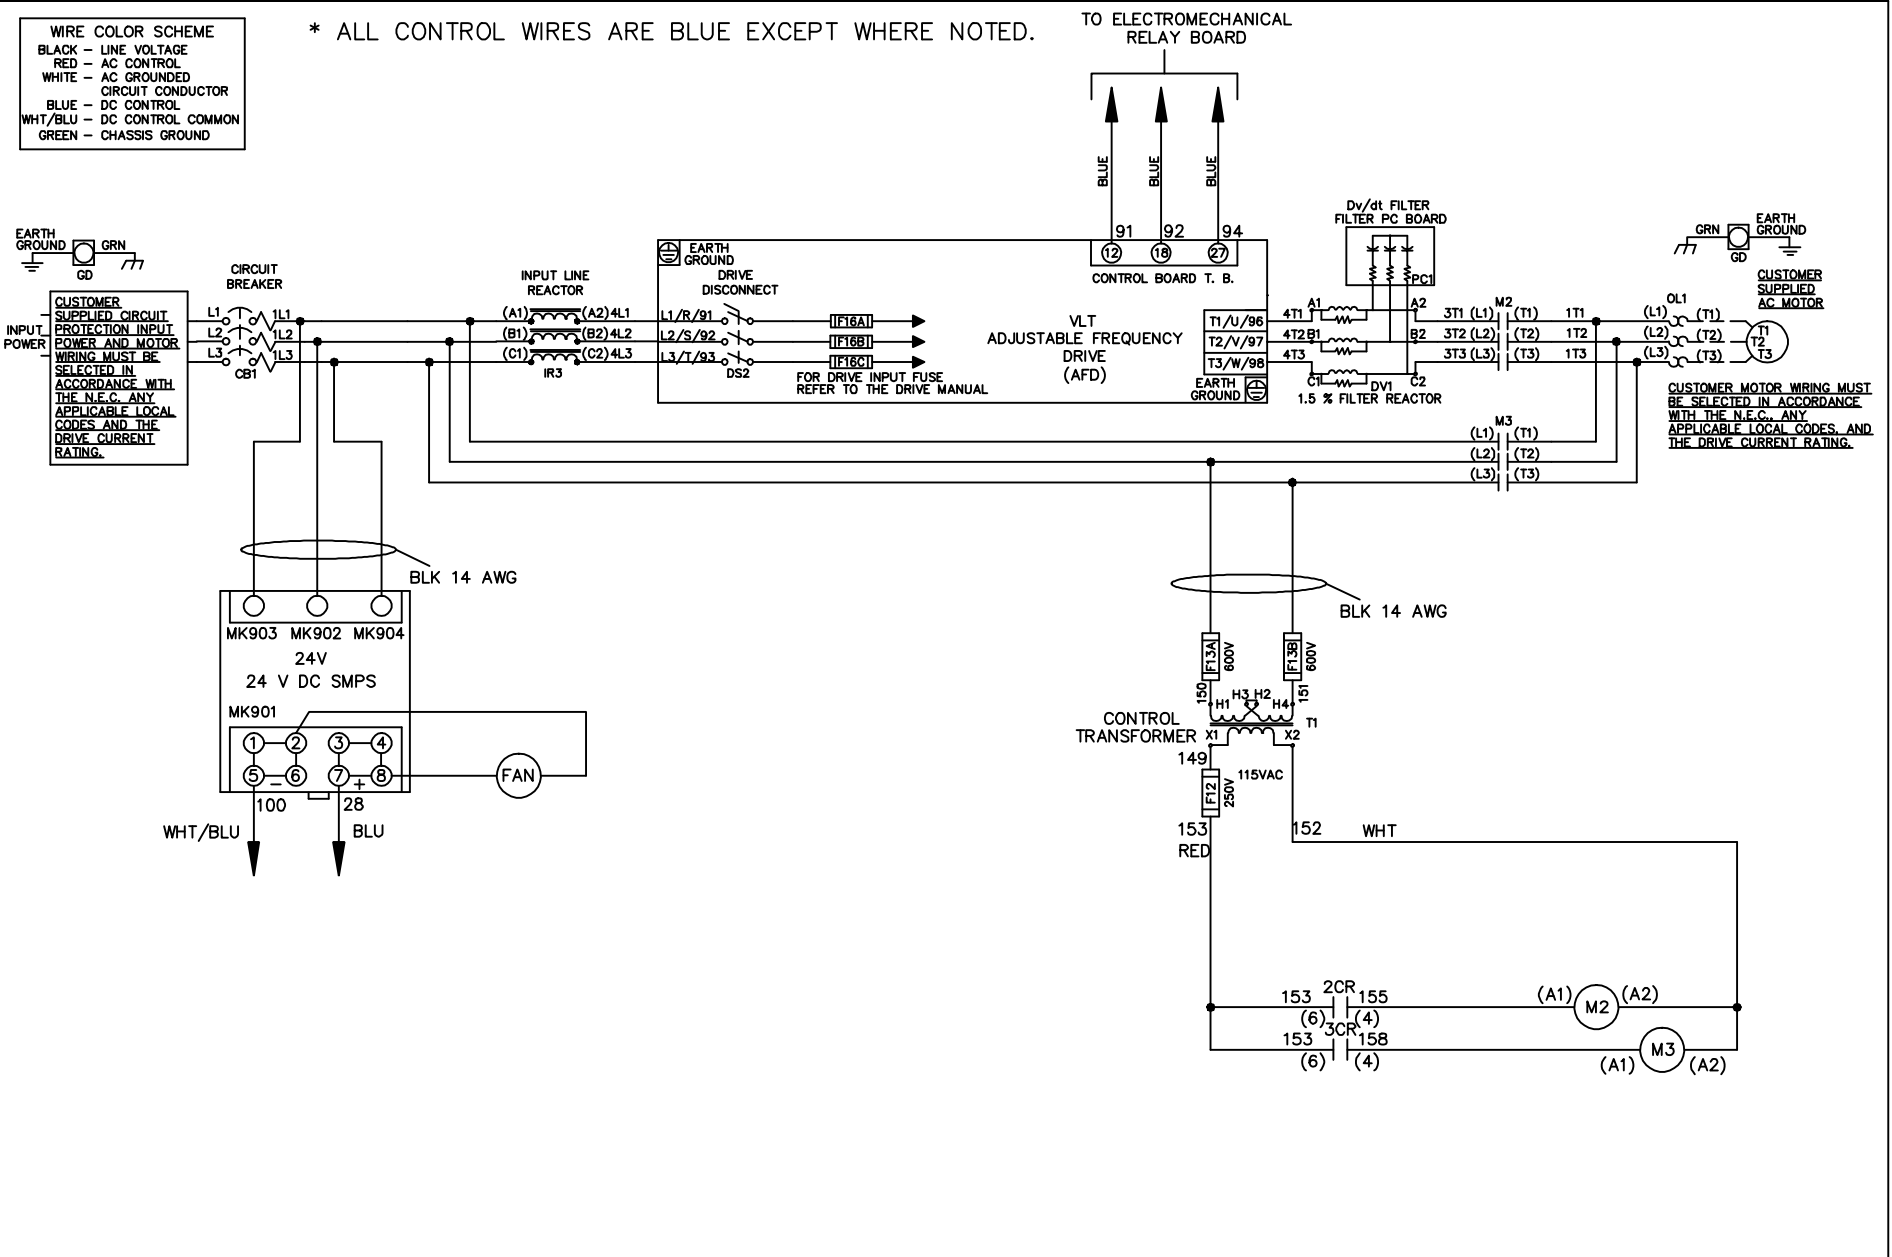 WIRE COLOR SCHEME
BLACK – LINE VOLTAGE
RED – AC CONTROL
WHITE – AC GROUNDED
CIRCUIT CONDUCTOR
BLUE – DC CONTROL
WHT/BLU – DC CONTROL COMMON
GREEN – CHASSIS GROUND
* ALL CONTROL WIRES ARE BLUE EXCEPT WHERE NOTED.
TO ELECTROMECHANICAL
RELAY BOARD
BLUE
BLUE
BLUE
91
92
94
12
18
27
CONTROL BOARD T. B.
EARTH
GROUND
GRN
GD
INPUT
POWER
CUSTOMER
SUPPLIED CIRCUIT
PROTECTION INPUT
POWER AND MOTOR
WIRING MUST BE
SELECTED IN
ACCORDANCE WITH
THE N.E.C. ANY
APPLICABLE LOCAL
CODES AND THE
DRIVE CURRENT
RATING.
CIRCUIT
BREAKER
L1
L2
L3
1L1
1L2
1L3
CB1
INPUT LINE
REACTOR
(A1)
(A2)
4L1
(B1)
(B2)
4L2
(C1)
(C2)
4L3
IR3
EARTH
GROUND
DRIVE
DISCONNECT
L1/R/91
L2/S/92
L3/T/93
DS2
F16A
F16B
F16C
FOR DRIVE INPUT FUSE
REFER TO THE DRIVE MANUAL
VLT
ADJUSTABLE FREQUENCY
DRIVE
(AFD)
T1/U/96
T2/V/97
T3/W/98
EARTH
GROUND
Dv/dt FILTER
FILTER PC BOARD
PC1
4T1
A1
A2
4T2
B1
B2
4T3
C1
C2
DV1
1.5 % FILTER REACTOR
M2
3T1 (L1) (T1) 1T1
3T2 (L2) (T2) 1T2
3T3 (L3) (T3) 1T3
OL1
(L1) (T1)
(L2) (T2)
(L3) (T3)
T1
T2
T3
GRN
GD
EARTH
GROUND
CUSTOMER
SUPPLIED
AC MOTOR
CUSTOMER MOTOR WIRING MUST
BE SELECTED IN ACCORDANCE
WITH THE N.E.C., ANY
APPLICABLE LOCAL CODES, AND
THE DRIVE CURRENT RATING.
M3
(L1) (T1)
(L2) (T2)
(L3) (T3)
BLK 14 AWG
MK903 MK902 MK904
24V
24 V DC SMPS
MK901
1 2 3 4
5 – 6 7 + 8
FAN
100
28
WHT/BLU
BLU
BLK 14 AWG
F13A
600V
F13B
600V
150
151
H1
H3 H2
H4
T1
CONTROL
TRANSFORMER
X1
X2
149
115VAC
F12
250V
153
RED
152
WHT
153
2CR
155
(6)
(4)
(A1)
M2
(A2)
153
3CR
158
(6)
(4)
(A1)
M3
(A2)